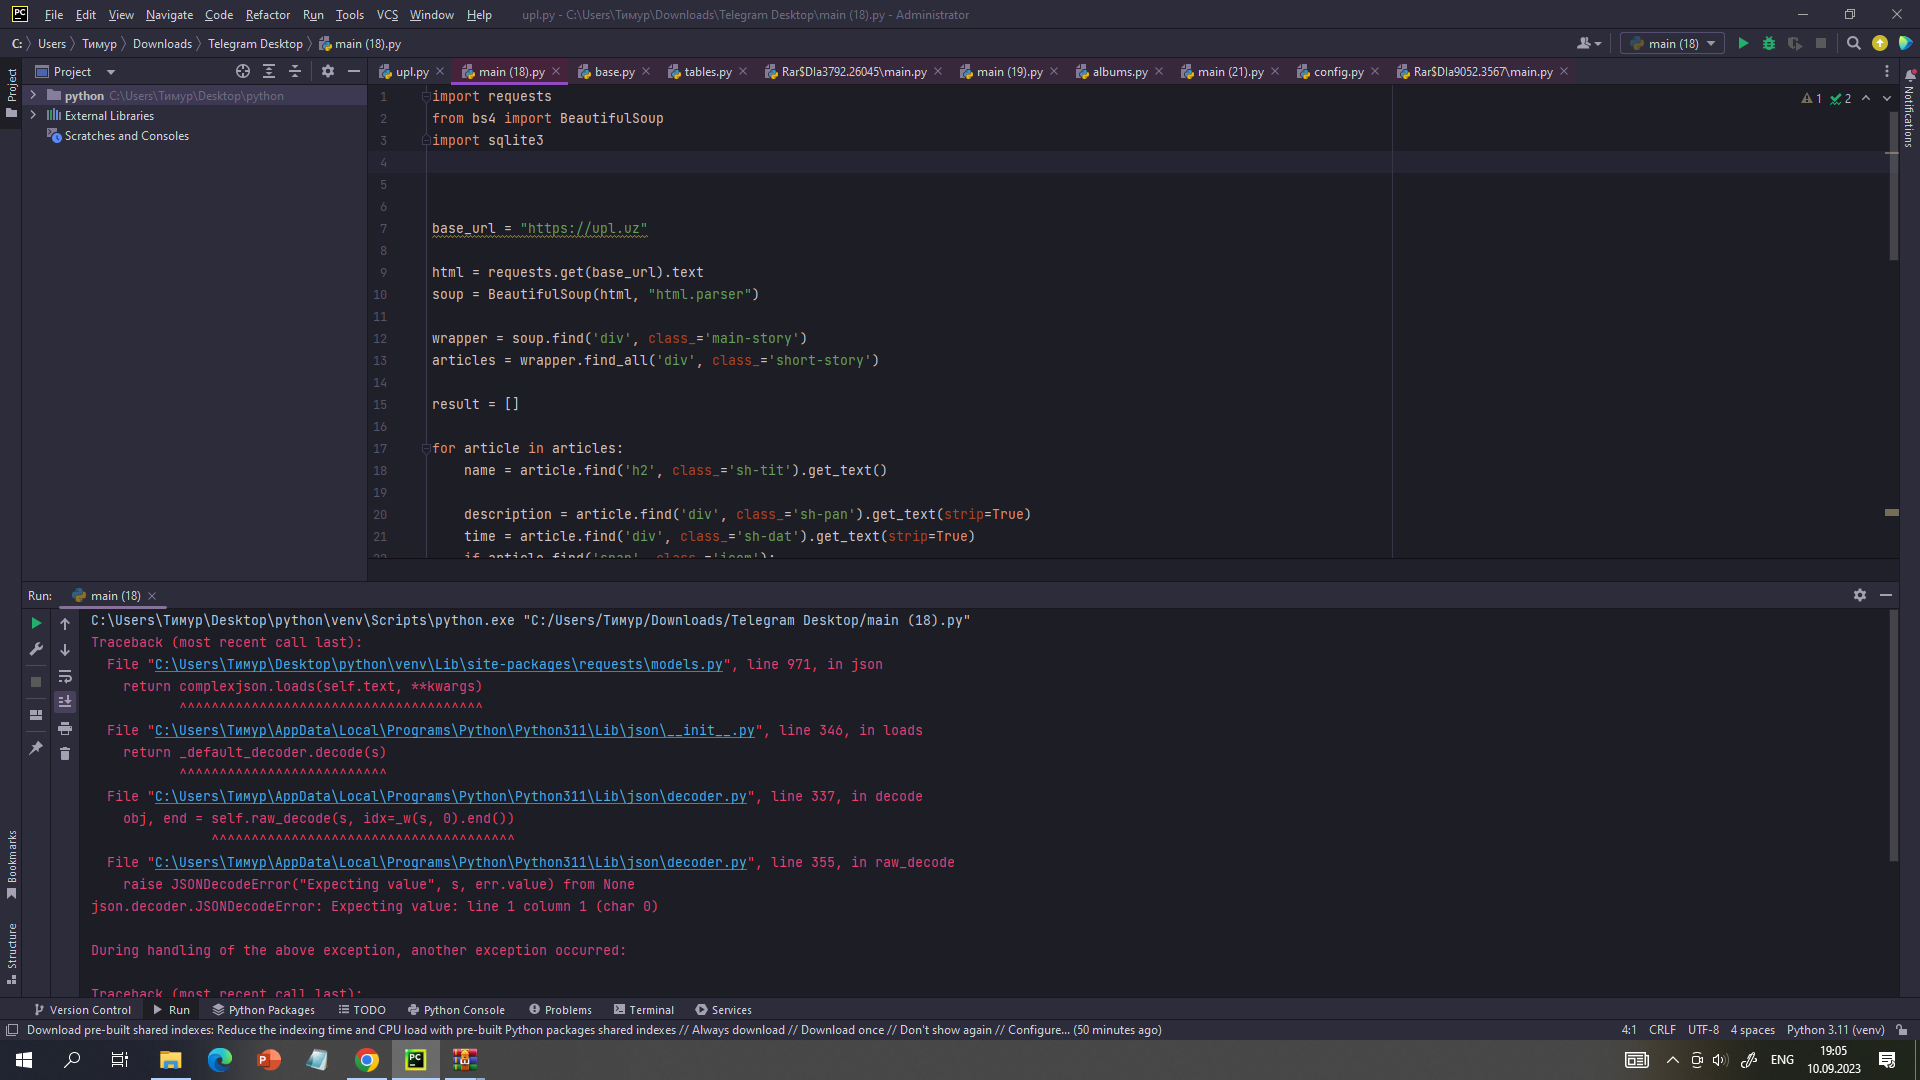 PC File Edit View Navigate Code Refactor Run Tools VCS Window Help upl.py - C:\Users\Тимур\Downloads\Telegram Desktop\main (18).py - Administrator
C: Users Тимур Downloads Telegram Desktop main (18).py main (18)
Project
Project
upl.py main (18).py base.py tables.py Rar$DIa3792.26045\main.py main (19).py albums.py main (21).py config.py Rar$DIa9052.3567\main.py
Notifications
python C:\Users\Тимур\Desktop\python
External Libraries
Scratches and Consoles
1 2
1 import requests
2 from bs4 import BeautifulSoup
3 import sqlite3
4
5
6
7 base_url = "https://upl.uz"
8
9 html = requests.get(base_url).text
10 soup = BeautifulSoup(html, "html.parser")
11
12 wrapper = soup.find('div', class_='main-story')
13 articles = wrapper.find_all('div', class_='short-story')
14
15 result = []
16
17 for article in articles:
18 name = article.find('h2', class_='sh-tit').get_text()
19
20 description = article.find('div', class_='sh-pan').get_text(strip=True)
21 time = article.find('div', class_='sh-dat').get_text(strip=True)
22 if article.find('span', class_='icom'):
Run: main (18)
C:\Users\Тимур\Desktop\python\venv\Scripts\python.exe "C:/Users/Тимур/Downloads/Telegram Desktop/main (18).py"
Traceback (most recent call last):
File "C:\Users\Тимур\Desktop\python\venv\Lib\site-packages\requests\models.py", line 971, in json
return complexjson.loads(self.text, **kwargs)
^^^^^^^^^^^^^^^^^^^^^^^^^^^^^^^^^^^^^^
File "C:\Users\Тимур\AppData\Local\Programs\Python\Python311\Lib\json\__init__.py", line 346, in loads
return _default_decoder.decode(s)
^^^^^^^^^^^^^^^^^^^^^^^^^^
File "C:\Users\Тимур\AppData\Local\Programs\Python\Python311\Lib\json\decoder.py", line 337, in decode
obj, end = self.raw_decode(s, idx=_w(s, 0).end())
^^^^^^^^^^^^^^^^^^^^^^^^^^^^^^^^^^^^^^
File "C:\Users\Тимур\AppData\Local\Programs\Python\Python311\Lib\json\decoder.py", line 355, in raw_decode
raise JSONDecodeError("Expecting value", s, err.value) from None
json.decoder.JSONDecodeError: Expecting value: line 1 column 1 (char 0)
During handling of the above exception, another exception occurred:
Traceback (most recent call last):
Bookmarks
Structure
Version Control Run Python Packages TODO Python Console Problems Terminal Services
Download pre-built shared indexes: Reduce the indexing time and CPU load with pre-built Python packages shared indexes // Always download // Download once // Don't show again // Configure... (50 minutes ago) 4:1 CRLF UTF-8 4 spaces Python 3.11 (venv)
PC ENG 19:05
10.09.2023